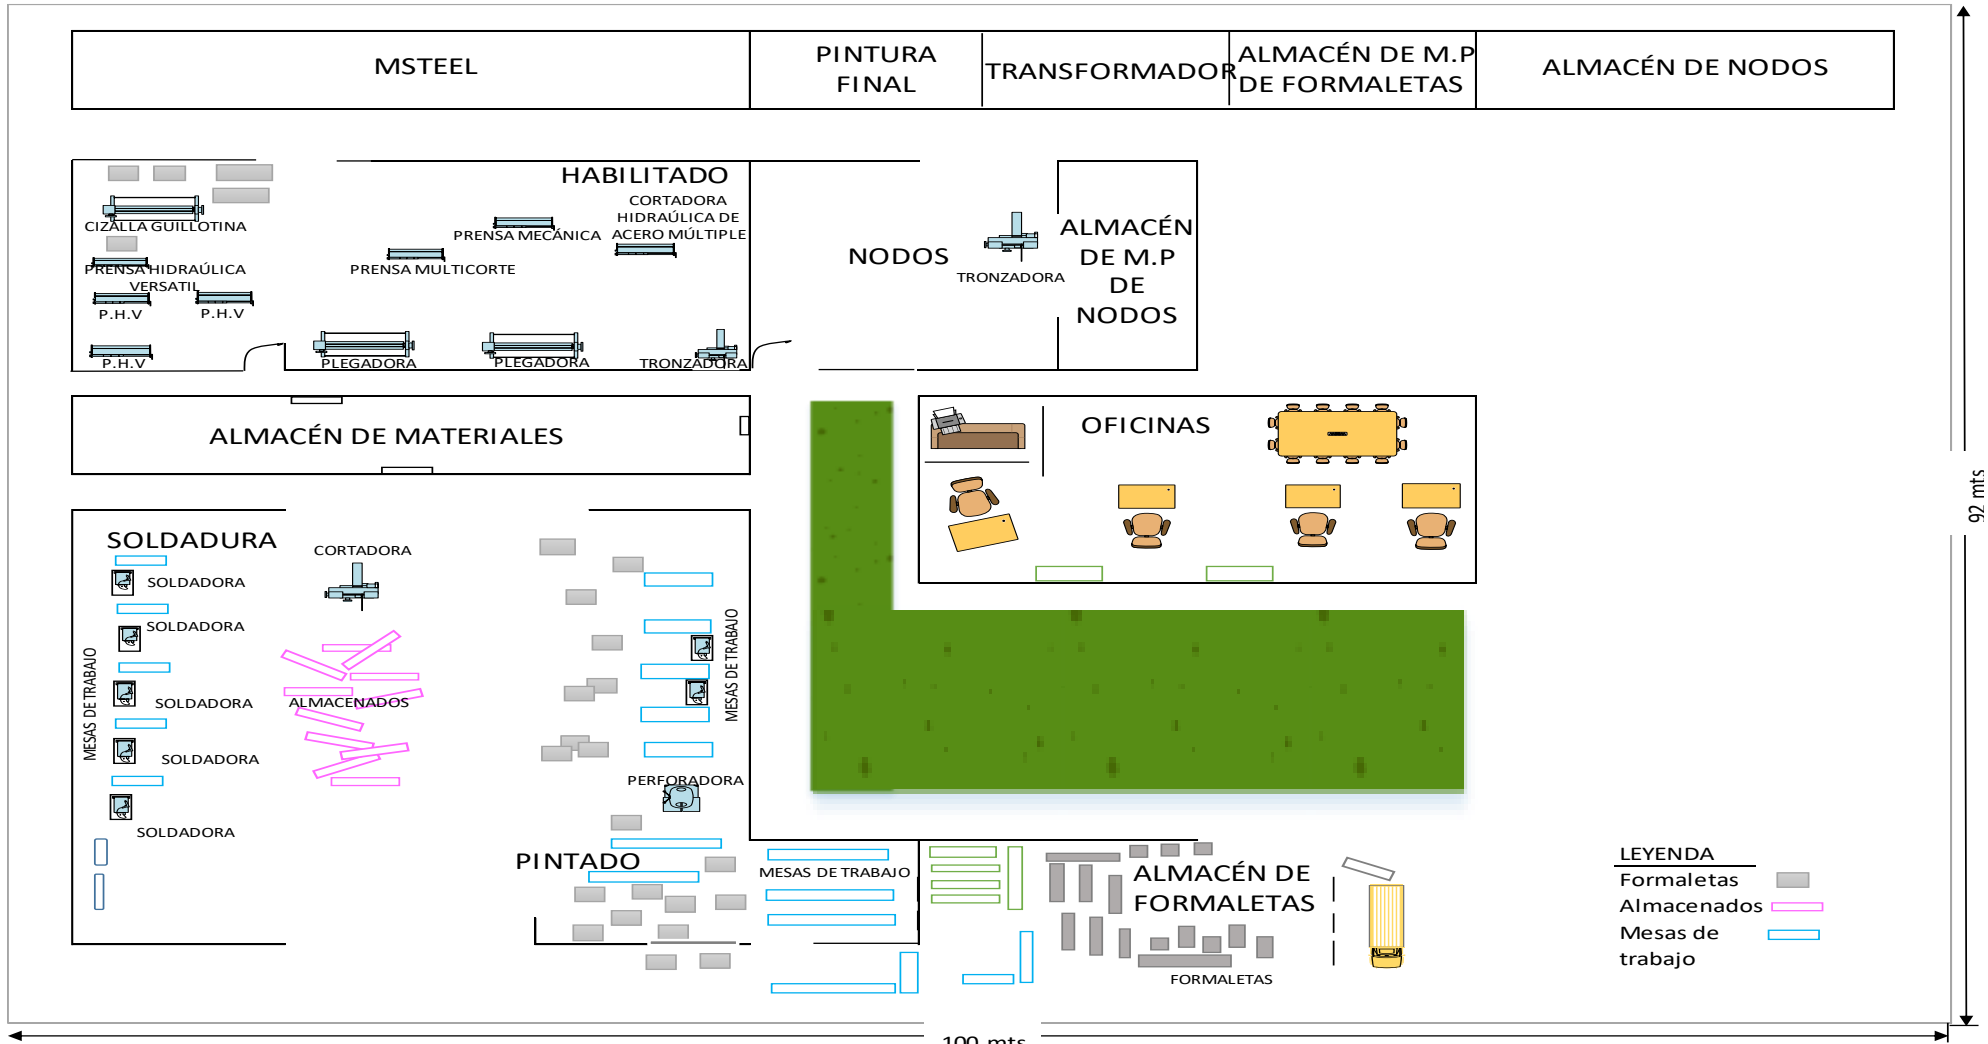 MSTEEL
PINTURA
FINAL
TRANSFORMADOR
ALMACÉN DE M.P
DE FORMALETAS
ALMACÉN DE NODOS
HABILITADO
CIZALLA GUILLOTINA
PRENSA HIDRAÚLICA
VERSATIL
P.H.V
P.H.V
P.H.V
PRENSA MECÁNICA
PRENSA MULTICORTE
CORTADORA
HIDRAÚLICA DE
ACERO MÚLTIPLE
PLEGADORA
PLEGADORA
TRONZADORA
NODOS
TRONZADORA
ALMACÉN
DE M.P
DE
NODOS
ALMACÉN DE MATERIALES
OFICINAS
92 mts
SOLDADURA
CORTADORA
SOLDADORA
SOLDADORA
SOLDADORA
SOLDADORA
SOLDADORA
MESAS DE TRABAJO
ALMACENADOS
MESAS DE TRABAJO
PERFORADORA
PINTADO
MESAS DE TRABAJO
ALMACÉN DE
FORMALETAS
FORMALETAS
LEYENDA
Formaletas
Almacenados
Mesas de
trabajo
100 mts